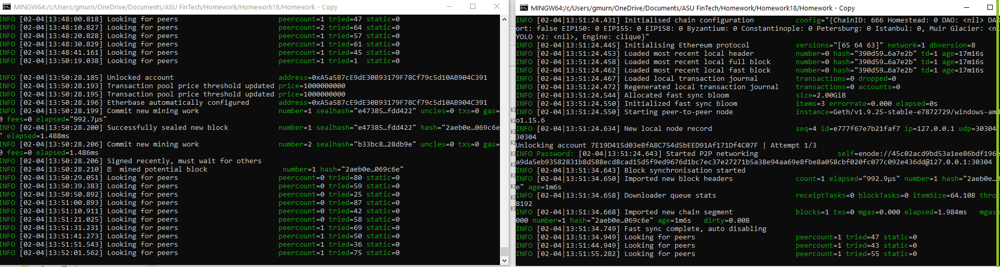 MINGW64:/c/Users/gmurn/OneDrive/Documents/ASU FinTech/Homework/Homework18/Homework - Copy
INFO [02-04|13:48:00.818] Looking for peers peercount=1 tried=47 static=0
INFO [02-04|13:48:10.827] Looking for peers peercount=2 tried=64 static=0
INFO [02-04|13:48:20.828] Looking for peers peercount=1 tried=57 static=0
INFO [02-04|13:48:30.829] Looking for peers peercount=1 tried=61 static=0
INFO [02-04|13:48:41.161] Looking for peers peercount=1 tried=45 static=0
INFO [02-04|13:50:19.038] Looking for peers peercount=1 tried=1 static=0
INFO [02-04|13:50:28.185] Unlocked account address=0xA5a5B7cE9dE30B93179F78Cf79c5d10AB904C391
INFO [02-04|13:50:28.193] Transaction pool price threshold updated price=1000000000
INFO [02-04|13:50:28.195] Transaction pool price threshold updated price=1000000000
INFO [02-04|13:50:28.196] Etherbase automatically configured address=0xA5a5B7cE9dE30B93179F78Cf79c5d10AB904C391
INFO [02-04|13:50:28.199] Commit new mining work number=1 sealhash="e47385…fdd422" uncles=0 txs=0 gas=
0 fees=0 elapsed="992.7µs"
INFO [02-04|13:50:28.200] Successfully sealed new block number=1 sealhash="e47385…fdd422" hash="2aeb0e…069c6e
" elapsed=1.488ms
INFO [02-04|13:50:28.206] Commit new mining work number=2 sealhash="b33bc8…28db9e" uncles=0 txs=0 gas=
0 fees=0 elapsed=1.486ms
INFO [02-04|13:50:28.206] Signed recently, must wait for others
INFO [02-04|13:50:28.210] mined potential block number=1 hash="2aeb0e…069c6e"
INFO [02-04|13:50:29.051] Looking for peers peercount=0 tried=80 static=0
INFO [02-04|13:50:39.383] Looking for peers peercount=0 tried=59 static=0
INFO [02-04|13:50:50.892] Looking for peers peercount=0 tried=25 static=0
INFO [02-04|13:51:00.893] Looking for peers peercount=0 tried=87 static=0
INFO [02-04|13:51:10.911] Looking for peers peercount=0 tried=42 static=0
INFO [02-04|13:51:21.025] Looking for peers peercount=0 tried=58 static=0
INFO [02-04|13:51:31.231] Looking for peers peercount=1 tried=69 static=0
INFO [02-04|13:51:41.273] Looking for peers peercount=1 tried=50 static=0
INFO [02-04|13:51:51.543] Looking for peers peercount=1 tried=36 static=0
INFO [02-04|13:52:01.562] Looking for peers peercount=1 tried=75 static=0
MINGW64:/c/Users/gmurn/OneDrive/Documents/ASU FinTech/Homework/Homework18/Homework - Copy
INFO [02-04|13:51:24.431] Initialised chain configuration config="{ChainID: 666 Homestead: 0 DAO: <nil> DAO
ort: false EIP150: 0 EIP155: 0 EIP158: 0 Byzantium: 0 Constantinople: 0 Petersburg: 0 Istanbul: 0, Muir Glacier: <n
YOLO v2: <nil>, Engine: clique}"
INFO [02-04|13:51:24.445] Initialising Ethereum protocol versions="[65 64 63]" network=1 dbversion=8
INFO [02-04|13:51:24.453] Loaded most recent local header number=0 hash="390d59…6a7e2b" td=1 age=17m16s
INFO [02-04|13:51:24.458] Loaded most recent local full block number=0 hash="390d59…6a7e2b" td=1 age=17m16s
INFO [02-04|13:51:24.462] Loaded most recent local fast block number=0 hash="390d59…6a7e2b" td=1 age=17m16s
INFO [02-04|13:51:24.467] Loaded local transaction journal transactions=0 dropped=0
INFO [02-04|13:51:24.472] Regenerated local transaction journal transactions=0 accounts=0
INFO [02-04|13:51:24.544] Allocated fast sync bloom size=2.00GiB
INFO [02-04|13:51:24.550] Initialized fast sync bloom items=3 errorrate=0.000 elapsed=0s
INFO [02-04|13:51:24.550] Starting peer-to-peer node instance=Geth/v1.9.25-stable-e7872729/windows-amd
o1.15.6
INFO [02-04|13:51:24.634] New local node record seq=4 id=e777f67e7b21faf7 ip=127.0.0.1 udp=30304
30304
Unlocking account 7E19D415d03eBfA8C754d5bEED91Af171Df4C07F | Attempt 1/3
INFO Password: [02-04|13:51:24.643] Started P2P networking self=enode://45c02acd9bd53a1ee86bdf196e
a9da5eb93582831b8d588ecd8cad15d5f9ed9676d1bc7ec37e27271b5a38e94aa69e8fbe8a058cbf020fc077c092e436dd@127.0.0.1:30304
INFO [02-04|13:51:34.643] Block synchronisation started
INFO [02-04|13:51:34.650] Imported new block headers count=1 elapsed="992.9µs" number=1 hash="2aeb0e…0
e" age=1m6s
INFO [02-04|13:51:34.658] Downloader queue stats receiptTasks=0 blockTasks=0 itemSize=64.10B thro
8192
INFO [02-04|13:51:34.668] Imported new chain segment blocks=1 txs=0 mgas=0.000 elapsed=1.984ms mgasp
000 number=1 hash="2aeb0e…069c6e" age=1m6s dirty=0.00B
INFO [02-04|13:51:34.749] Fast sync complete, auto disabling
INFO [02-04|13:51:34.949] Looking for peers peercount=1 tried=47 static=0
INFO [02-04|13:51:44.949] Looking for peers peercount=1 tried=43 static=0
INFO [02-04|13:51:55.282] Looking for peers peercount=1 tried=55 static=0